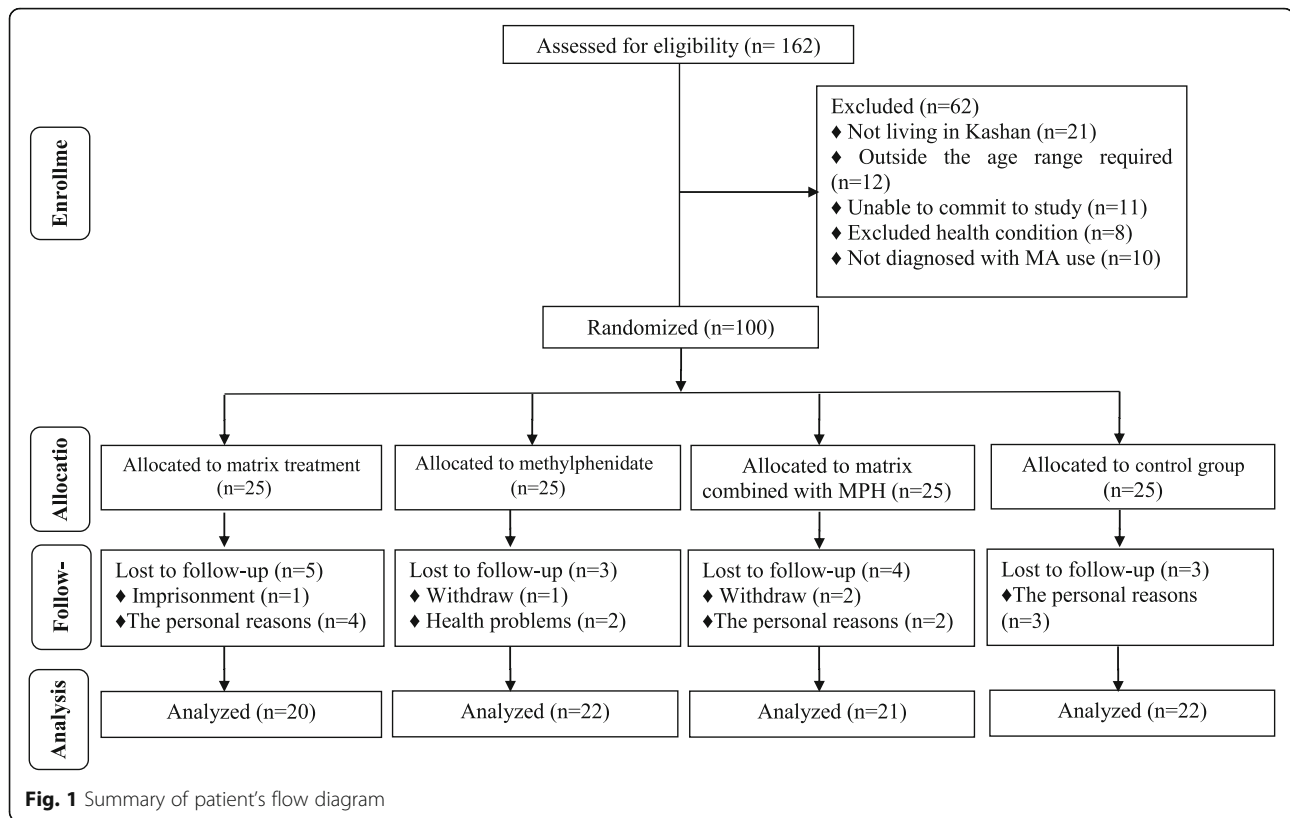 Assessed for eligibility (n= 162)
Enrollme
Excluded (n=62)
♦ Not living in Kashan (n=21)
♦ Outside the age range required
(n=12)
♦ Unable to commit to study (n=11)
♦ Excluded health condition (n=8)
♦ Not diagnosed with MA use (n=10)
Randomized (n=100)
Allocatio
Allocated to matrix treatment
(n=25)
Allocated to methylphenidate
(n=25)
Allocated to matrix
combined with MPH (n=25)
Allocated to control group
(n=25)
Follow-
Lost to follow-up (n=5)
♦ Imprisonment (n=1)
♦The personal reasons (n=4)
Lost to follow-up (n=3)
♦ Withdraw (n=1)
♦ Health problems (n=2)
Lost to follow-up (n=4)
♦ Withdraw (n=2)
♦The personal reasons (n=2)
Lost to follow-up (n=3)
♦The personal reasons
(n=3)
Analysis
Analyzed (n=20)
Analyzed (n=22)
Analyzed (n=21)
Analyzed (n=22)
Fig. 1 Summary of patient's flow diagram